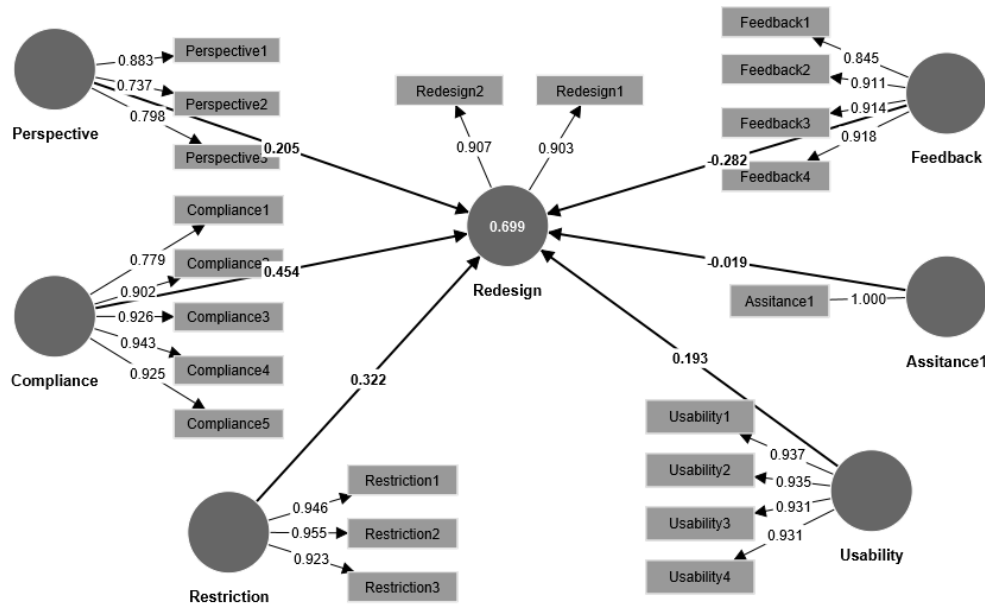 Perspective1
0.883
0.737
Perspective2
0.798
Perspective3
Perspective
0.205
Redesign2
Redesign1
0.907
0.903
Feedback1
0.845
Feedback2
0.911
0.914
Feedback3
0.918
Feedback
-0.282
Feedback4
Compliance1
0.779
Compliance2
0.454
0.902
0.926
Compliance3
0.943
Compliance4
Compliance
0.925
Compliance5
0.699
Redesign
-0.019
Assitance1
1.000
Assitance1
0.322
0.193
Restriction1
0.946
0.955
Restriction2
0.923
Restriction3
Restriction
Usability1
0.937
Usability2
0.935
0.931
Usability3
0.931
Usability
Usability4